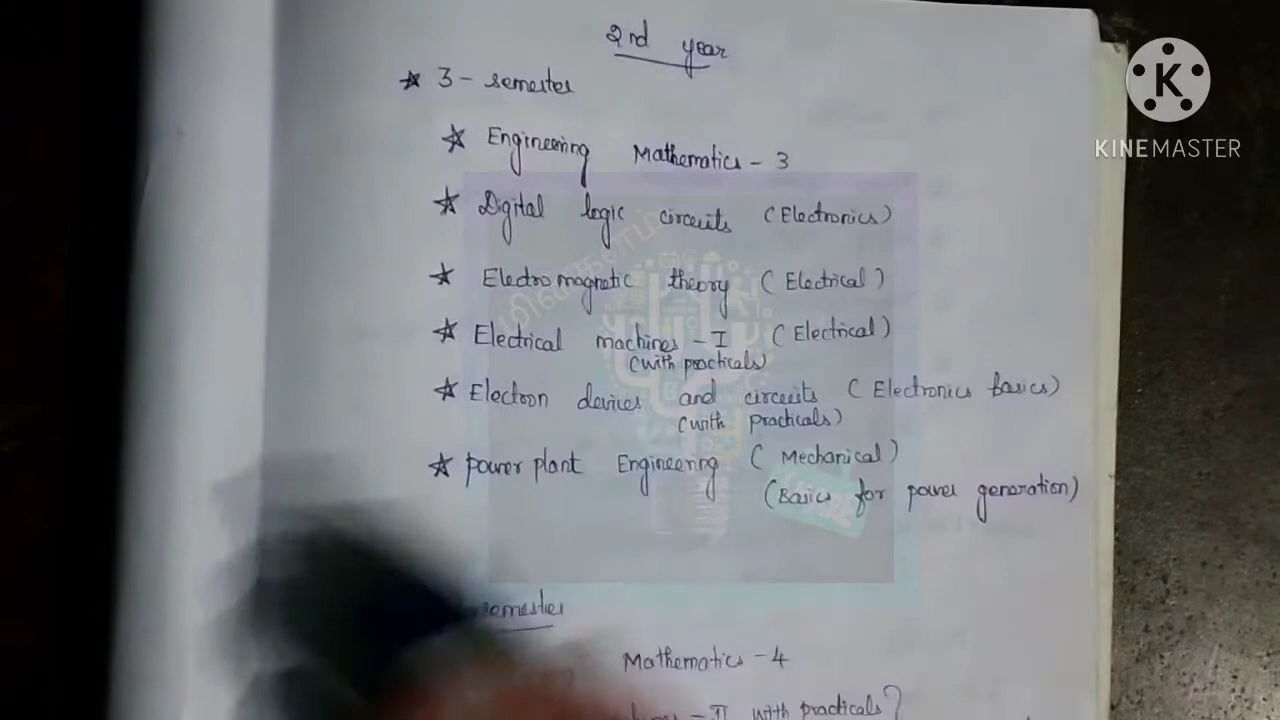 2nd year
☆ 3 - semester
☆ Engineering Mathematics - 3
☆ Digital logic circuits (Electronics)
☆ Electro magnetic theory (Electrical)
☆ Electrical machines - I (Electrical)
(with practicals)
☆ Electron devices and circuits (Electronics basics)
(with practicals)
☆ power plant Engineering (Mechanical)
(Basics for power generation)
semester
Mathematics - 4
- II with practicals
KINEMASTER